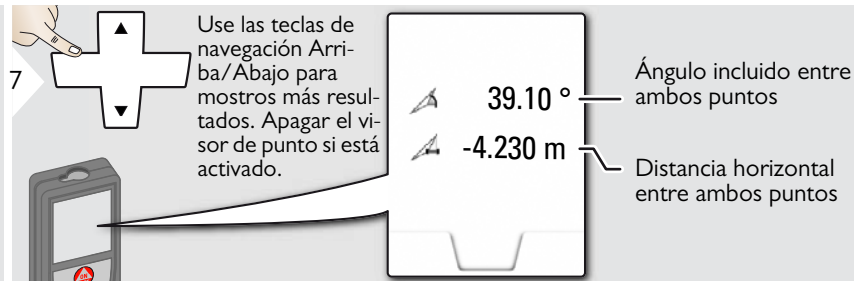 7
Use las teclas de
navegación Arri-
ba/Abajo para
mostros más resul-
tados. Apagar el vi-
sor de punto si está
activado.
39.10 °
-4.230 m
Ángulo incluido entre
ambos puntos
Distancia horizontal
entre ambos puntos
ON